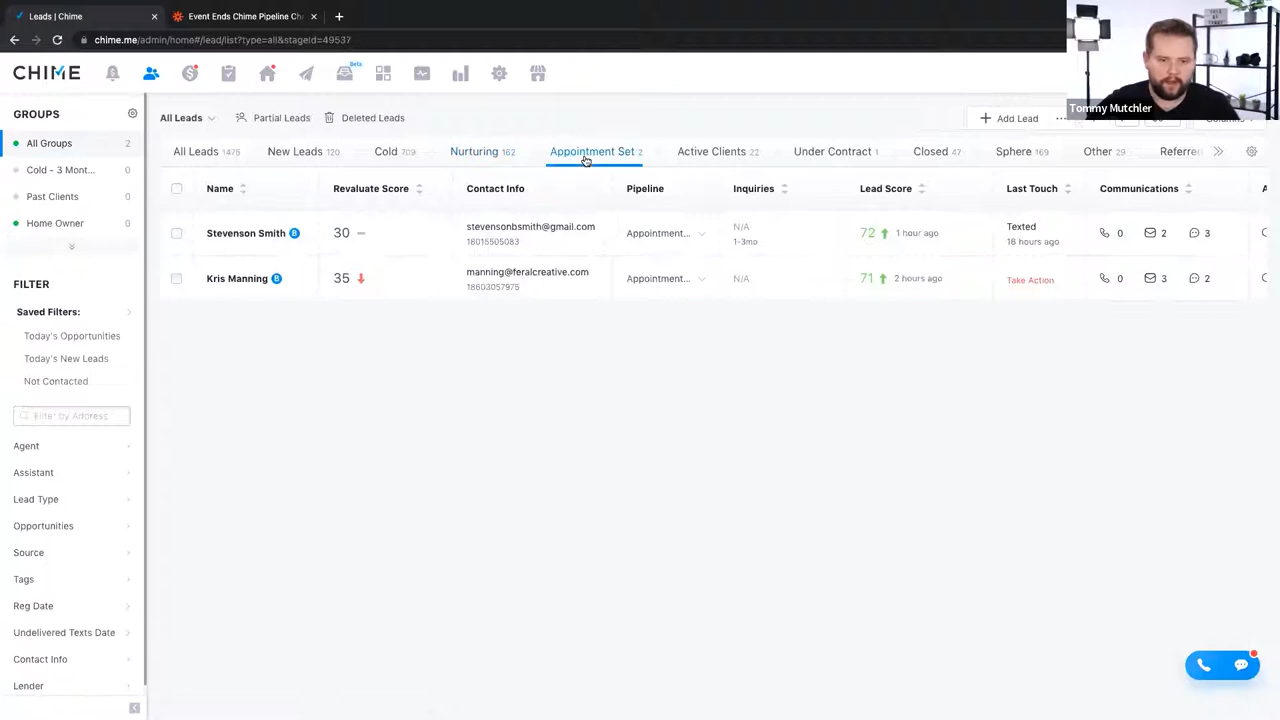 Leads | Chime
Event Ends Chime Pipeline Cha
chime.me/admin/home#/lead/list?type=all&stageId=49537
Tommy Mutchler
CHIME
Beta
GROUPS
All Groups 2
Cold - 3 Mont... 0
Past Clients 0
Home Owner 0
FILTER
Saved Filters:
Today's Opportunities
Today's New Leads
Not Contacted
Filter by Address
Agent
Assistant
Lead Type
Opportunities
Source
Tags
Reg Date
Undelivered Texts Date
Contact Info
Lender
All Leads Partial Leads Deleted Leads Add Lead
All Leads 1475 New Leads 120 Cold 709 Nurturing 162 Appointment Set 2 Active Clients 22 Under Contract 1 Closed 47 Sphere 169 Other 29 Referre
Name Revaluate Score Contact Info Pipeline Inquiries Lead Score Last Touch Communications A
Stevenson Smith B 30 – stevensonbsmith@gmail.com Appointment... N/A 72 1 hour ago Texted 0 2 3
18015505083 1-3mo 18 hours ago
Kris Manning B 35 manning@feralcreative.com Appointment... N/A 71 2 hours ago Take Action 0 3 2
18603057975